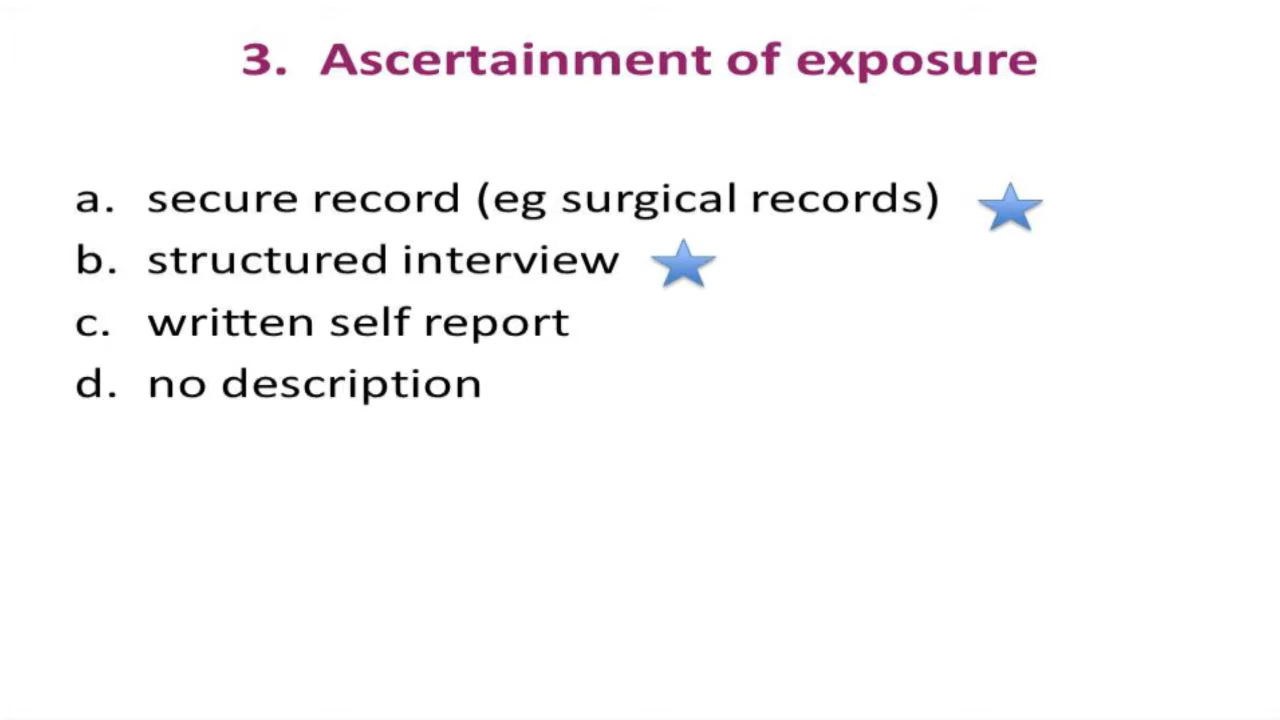 3. Ascertainment of exposure
a. secure record (eg surgical records)
b. structured interview
c. written self report
d. no description